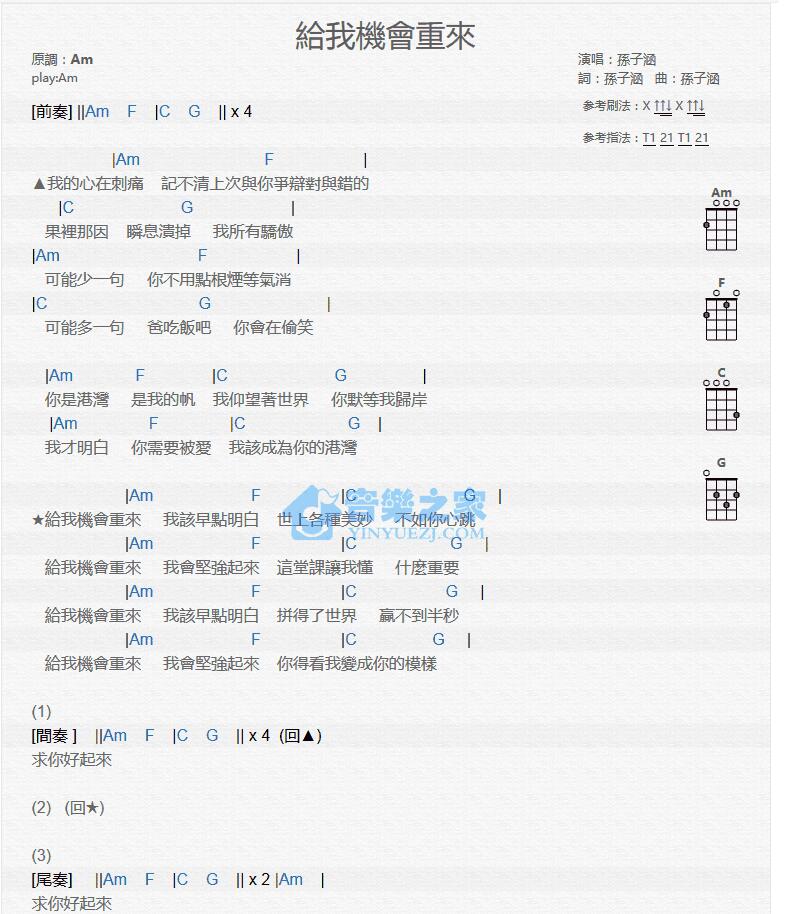 給我機會重來
原調：Am
play:Am
演唱：孫子涵
詞：孫子涵 曲：孫子涵
参考刷法：X ↑↑↓ X ↑↑↓
参考指法：T1 21 T1 21
[前奏] ||Am F |C G || x 4
|Am F |
▲我的心在刺痛 記不清上次與你爭辯對與錯的
|C G |
果裡那因 瞬息潰掉 我所有驕傲
|Am F |
可能少一句 你不用點根煙等氣消
|C G |
可能多一句 爸吃飯吧 你會在偷笑
|Am F |C G |
你是港灣 是我的帆 我仰望著世界 你默等我歸岸
|Am F |C G |
我才明白 你需要被愛 我該成為你的港灣
|Am F |C G |
★給我機會重來 我該早點明白 世上各種美妙 不如你心跳
|Am F |C G |
給我機會重來 我會堅強起來 這堂課讓我懂 什麼重要
|Am F |C G |
給我機會重來 我該早點明白 拼得了世界 贏不到半秒
|Am F |C G |
給我機會重來 我會堅強起來 你得看我變成你的模樣
(1)
[間奏 ] ||Am F |C G || x 4 (回▲)
求你好起來
(2) (回★)
(3)
[尾奏] ||Am F |C G || x 2 |Am |
求你好起來
Am
F
C
G
音樂之家
YINYUEZJ.COM